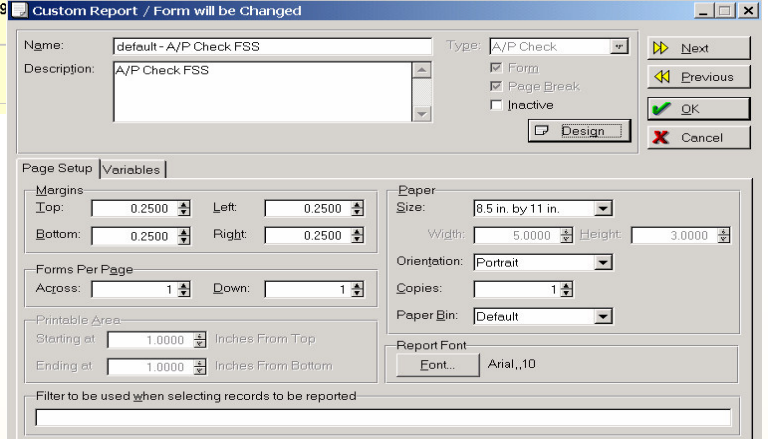 9
Custom Report / Form will be Changed
Name: default - A/P Check FSS Type: A/P Check
Description: A/P Check FSS
Form
Page Break
Inactive
Design
Next
Previous
OK
Cancel
Page Setup Variables
Margins
Top: 0.2500 Left: 0.2500
Bottom: 0.2500 Right: 0.2500
Forms Per Page
Across: 1 Down: 1
Printable Area
Starting at 1.0000 Inches From Top
Ending at 1.0000 Inches From Bottom
Paper
Size: 8.5 in. by 11 in.
Width: 5.0000 Height: 3.0000
Orientation: Portrait
Copies: 1
Paper Bin: Default
Report Font
Font... Arial,,10
Filter to be used when selecting records to be reported